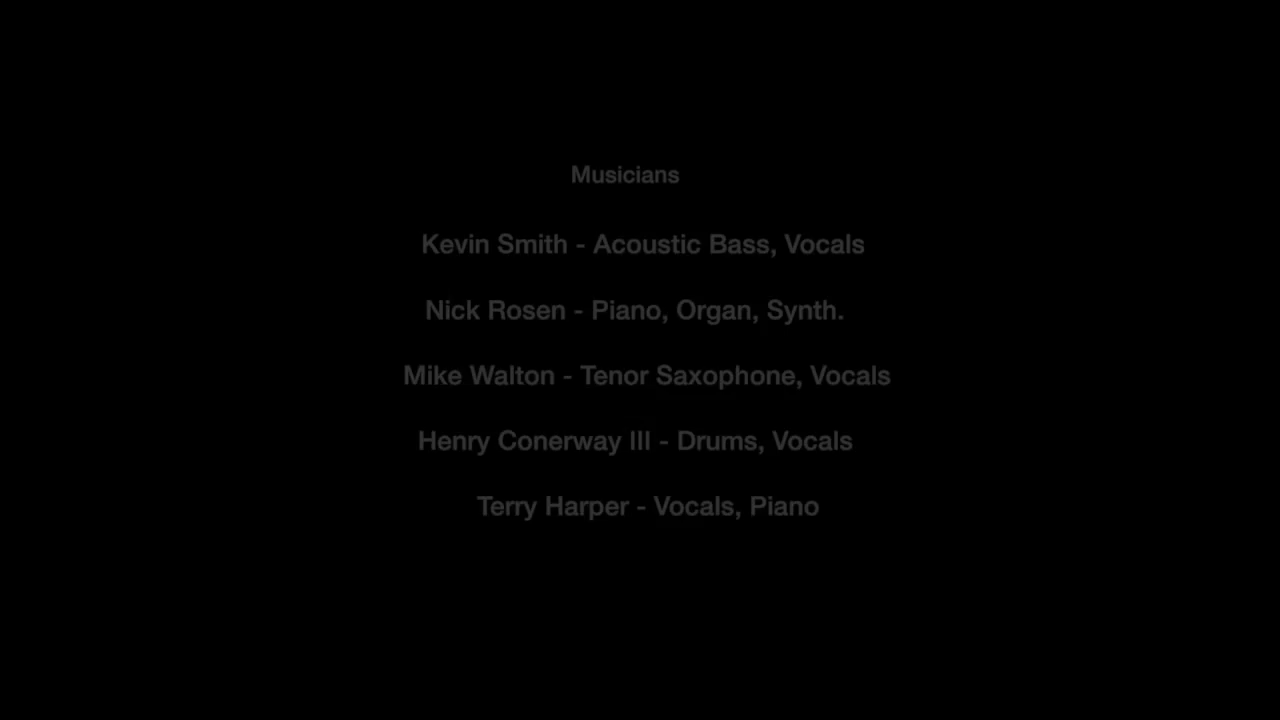 Musicians
Kevin Smith - Acoustic Bass, Vocals
Nick Rosen - Piano, Organ, Synth.
Mike Walton - Tenor Saxophone, Vocals
Henry Conerway III - Drums, Vocals
Terry Harper - Vocals, Piano